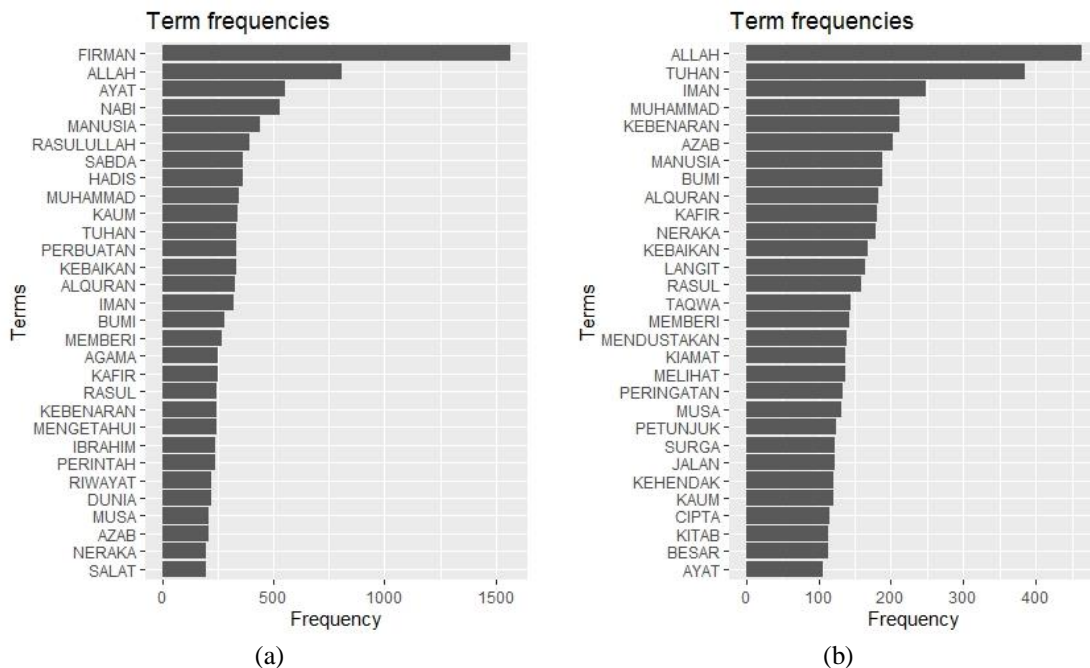 Term frequencies
FIRMAN
ALLAH
AYAT
NABI
MANUSIA
RASULULLAH
SABDA
HADIS
MUHAMMAD
KAUM
TUHAN
PERBUATAN
KEBAIKAN
ALQURAN
IMAN
BUMI
MEMBERI
AGAMA
KAFIR
RASUL
KEBENARAN
MENGETAHUI
IBRAHIM
PERINTAH
RIWAYAT
DUNIA
MUSA
AZAB
NERAKA
SALAT
Terms
0 500 1000 1500
Frequency
(a)
Term frequencies
ALLAH
TUHAN
IMAN
MUHAMMAD
KEBENARAN
AZAB
MANUSIA
BUMI
ALQURAN
KAFIR
NERAKA
KEBAIKAN
LANGIT
RASUL
TAQWA
MEMBERI
MENDUSTAKAN
KIAMAT
MELIHAT
PERINGATAN
MUSA
PETUNJUK
SURGA
JALAN
KEHENDAK
KAUM
CIPTA
KITAB
BESAR
AYAT
Terms
0 100 200 300 400
Frequency
(b)